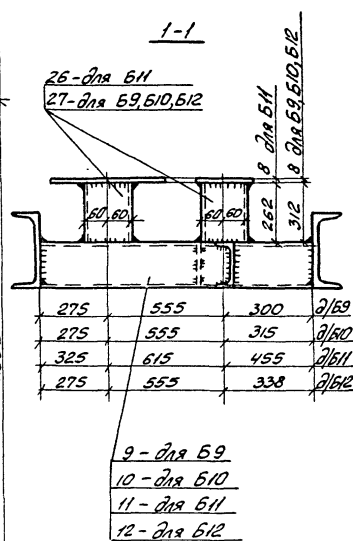 1-1
26-для Б11
27-для Б9,Б10,Б12
8 для Б11
8 для Б9,Б10,Б12
60 60
60 60
262
312
275 555 300 д/Б9
275 555 315 д/Б10
325 615 455 д/Б11
275 555 338 д/Б12
9-для Б9
10-для Б10
11-для Б11
12-для Б12